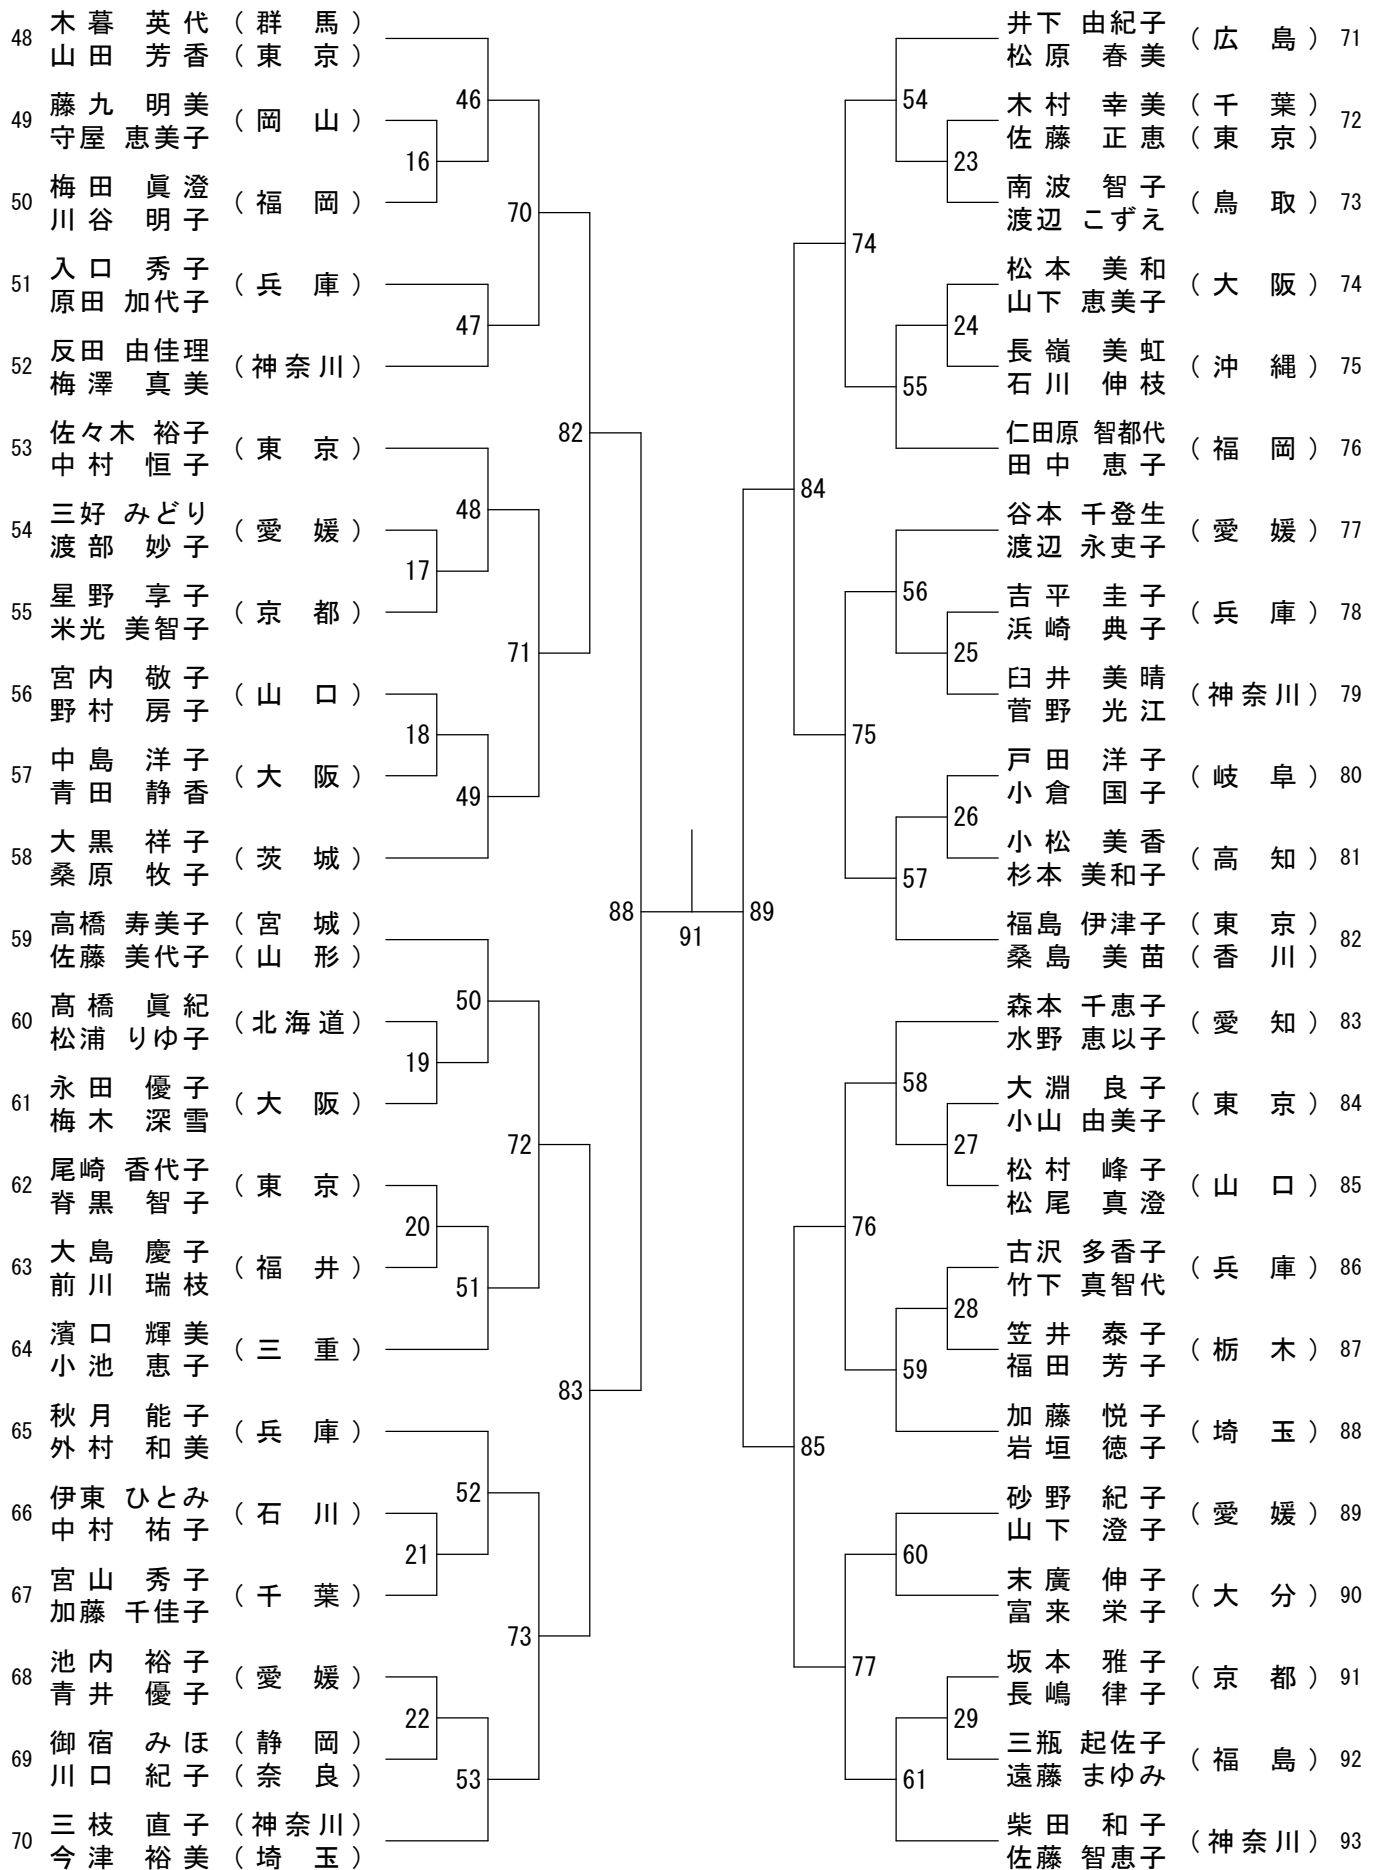 48 木暮 英代 (群馬)
山田 芳香 (東京)
49 藤九 明美 (岡山)
守屋 恵美子
50 梅田 眞澄 (福岡)
川谷 明子
51 入口 秀子 (兵庫)
原田 加代子
52 反田 由佳理 (神奈川)
梅澤 真美
53 佐々木 裕子 (東京)
中村 恒子
54 三好 みどり (愛媛)
渡部 妙子
55 星野 享子 (京都)
米光 美智子
56 宮内 敬子 (山口)
野村 房子
57 中島 洋子 (大阪)
青田 静香
58 大黒 祥子 (茨城)
桑原 牧子
59 高橋 寿美子 (宮城)
佐藤 美代子 (山形)
60 髙橋 眞紀 (北海道)
松浦 りゆ子
61 永田 優子 (大阪)
梅木 深雪
62 尾崎 香代子 (東京)
脊黒 智子
63 大島 慶子 (福井)
前川 瑞枝
64 濱口 輝美 (三重)
小池 恵子
65 秋月 能子 (兵庫)
外村 和美
66 伊東 ひとみ (石川)
中村 祐子
67 宮山 秀子 (千葉)
加藤 千佳子
68 池内 裕子 (愛媛)
青井 優子
69 御宿 みほ (静岡)
川口 紀子 (奈良)
70 三枝 直子 (神奈川)
今津 裕美 (埼玉)
16
17
18
19
20
21
22
46
47
48
49
50
51
52
53
70
71
72
73
82
83
88
91
89
84
85
74
75
76
77
54
55
56
57
58
59
60
61
23
24
25
26
27
28
29
井下 由紀子 (広島) 71
松原 春美
木村 幸美 (千葉) 72
佐藤 正恵 (東京)
南波 智子 (鳥取) 73
渡辺 こずえ
松本 美和 (大阪) 74
山下 恵美子
長嶺 美虹 (沖縄) 75
石川 伸枝
仁田原 智都代 (福岡) 76
田中 恵子
谷本 千登生 (愛媛) 77
渡辺 永吏子
吉平 圭子 (兵庫) 78
浜崎 典子
臼井 美晴 (神奈川) 79
菅野 光江
戸田 洋子 (岐阜) 80
小倉 国子
小松 美香 (高知) 81
杉本 美和子
福島 伊津子 (東京) 82
桑島 美苗 (香川)
森本 千恵子 (愛知) 83
水野 恵以子
大淵 良子 (東京) 84
小山 由美子
松村 峰子 (山口) 85
松尾 真澄
古沢 多香子 (兵庫) 86
竹下 真智代
笠井 泰子 (栃木) 87
福田 芳子
加藤 悦子 (埼玉) 88
岩垣 徳子
砂野 紀子 (愛媛) 89
山下 澄子
末廣 伸子 (大分) 90
富来 栄子
坂本 雅子 (京都) 91
長嶋 律子
三瓶 起佐子 (福島) 92
遠藤 まゆみ
柴田 和子 (神奈川) 93
佐藤 智恵子